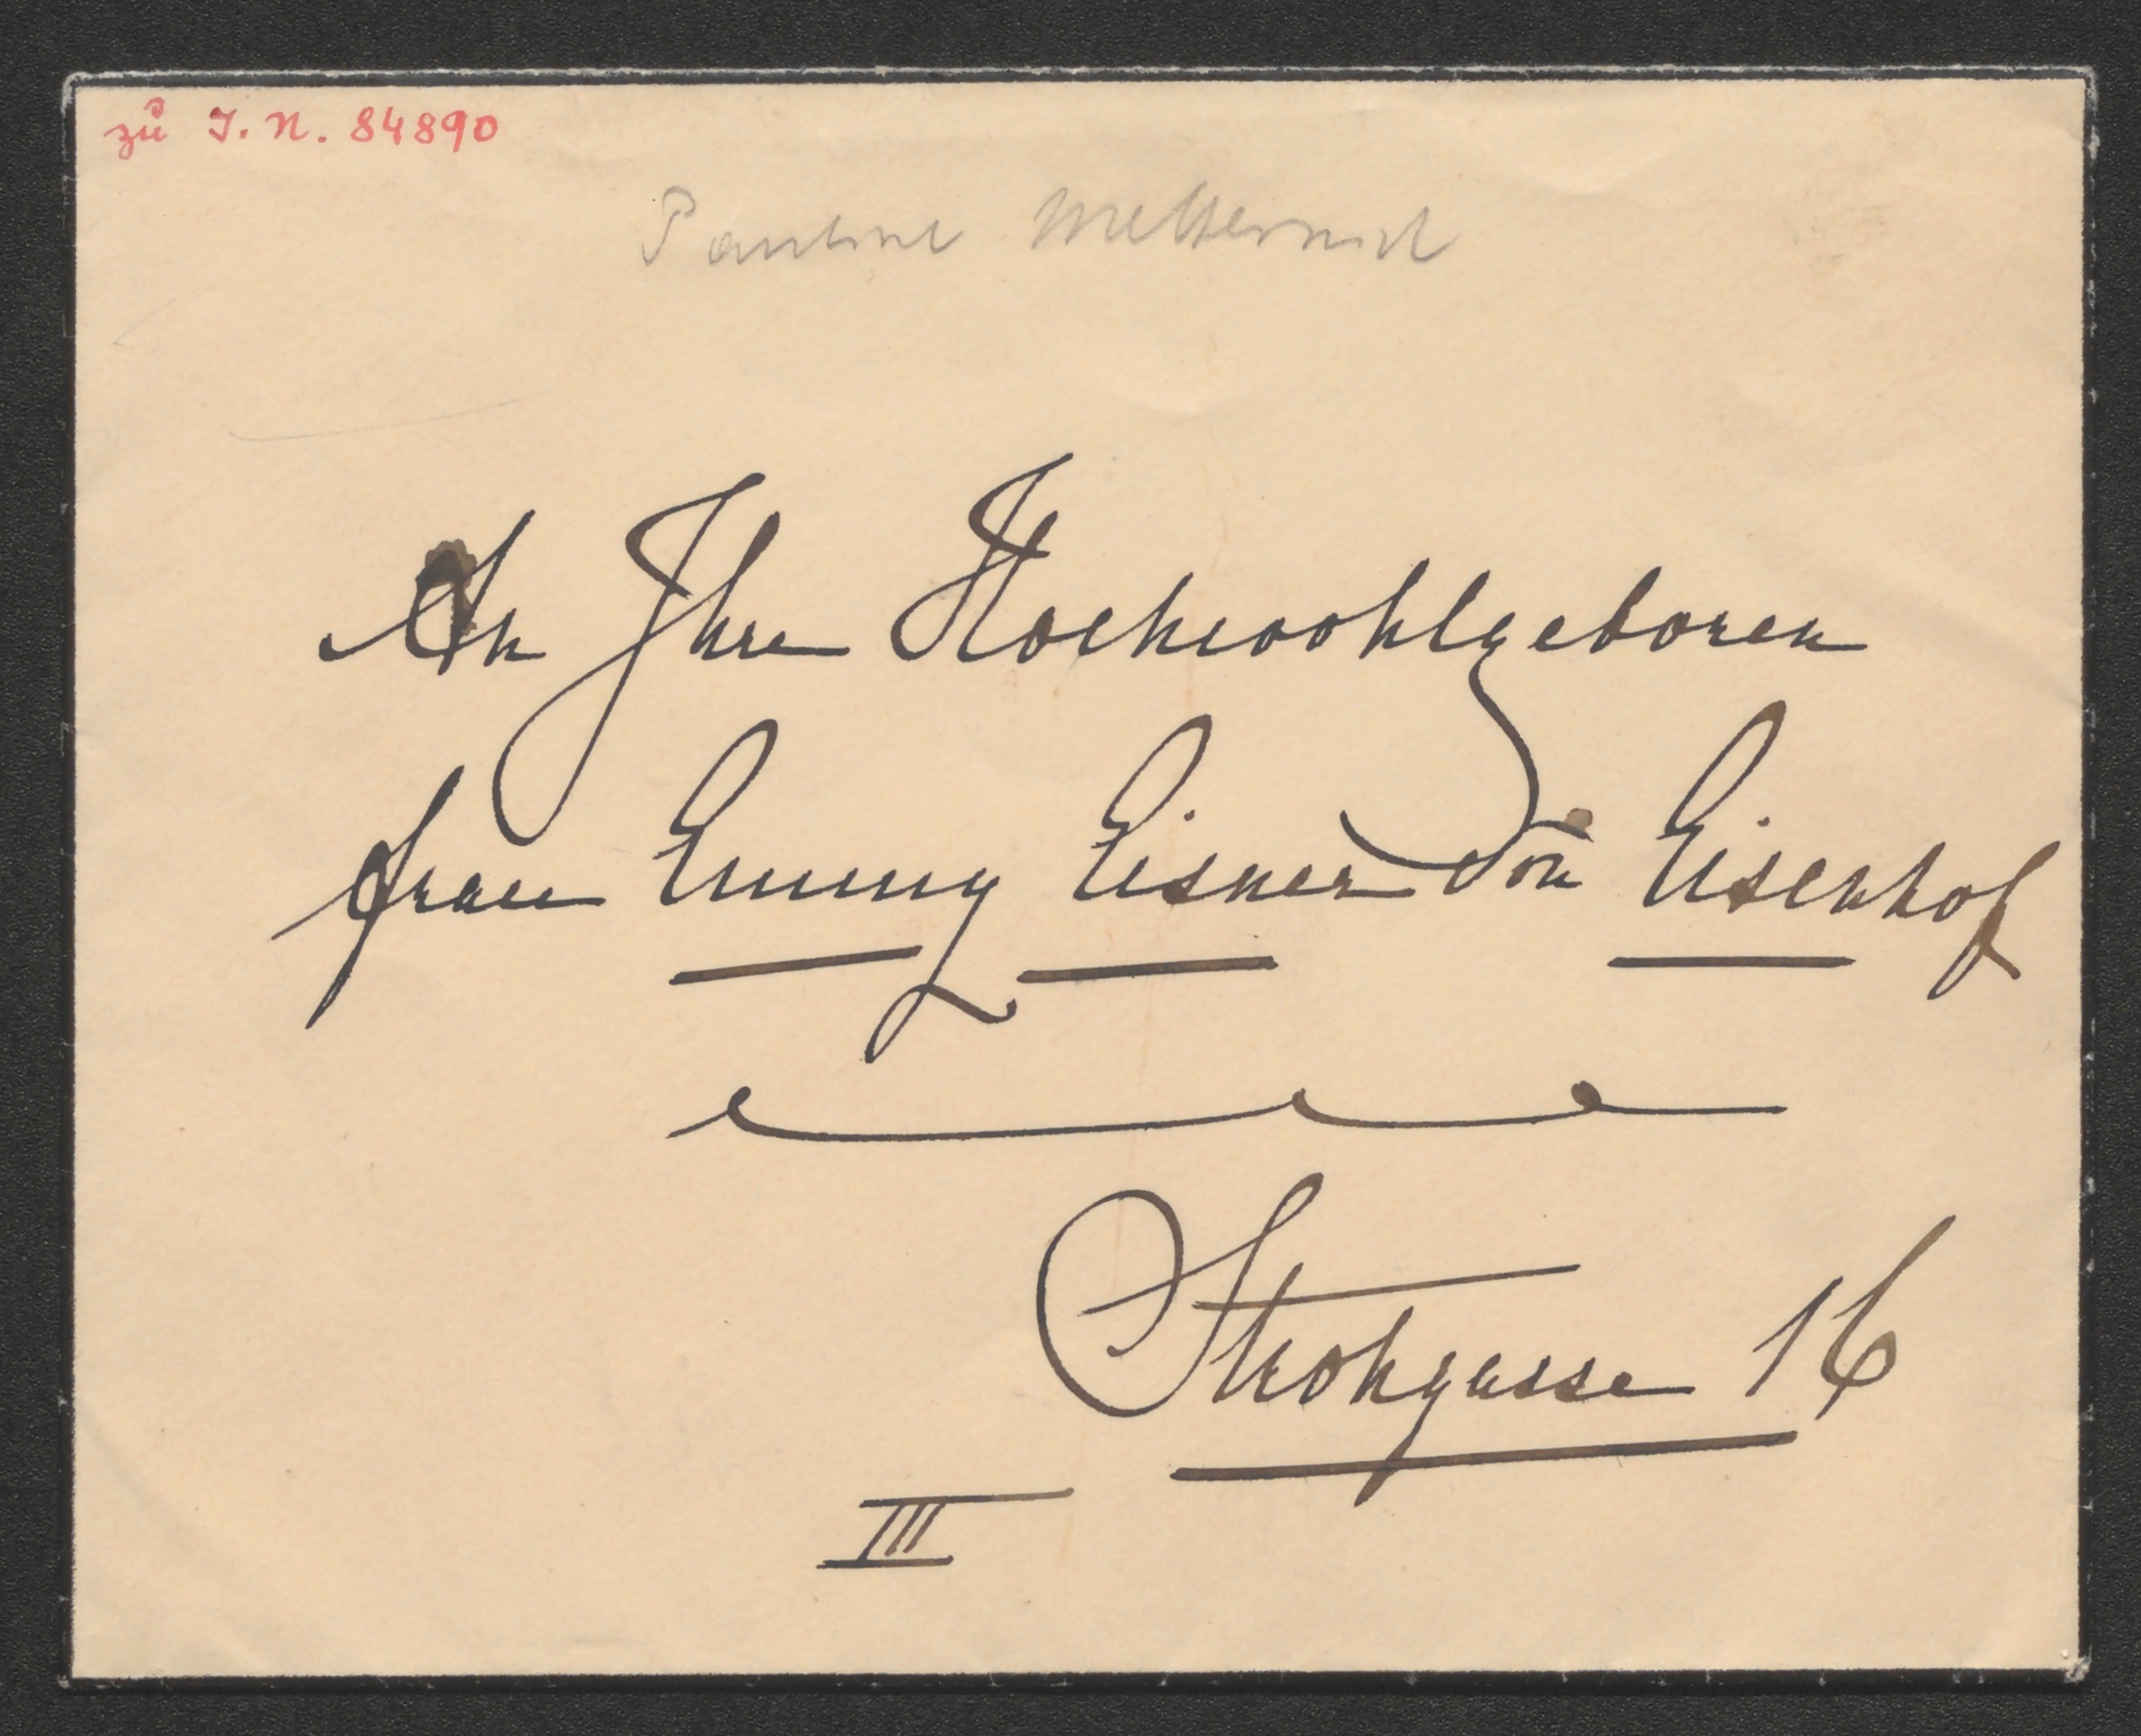 zu I. N. 84890
Pauline Metternich
An Ihre Hochwohlgeboren
Frau Emmy Eisner von Eisenhof
Strohgasse 16
III